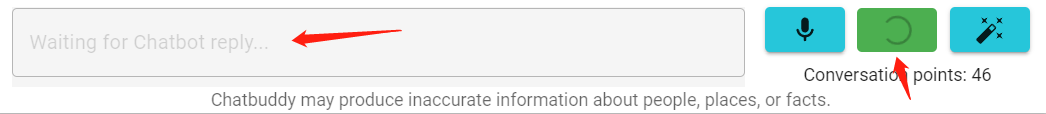 Waiting for Chatbot reply...
Conversation points: 46
Chatbuddy may produce inaccurate information about people, places, or facts.